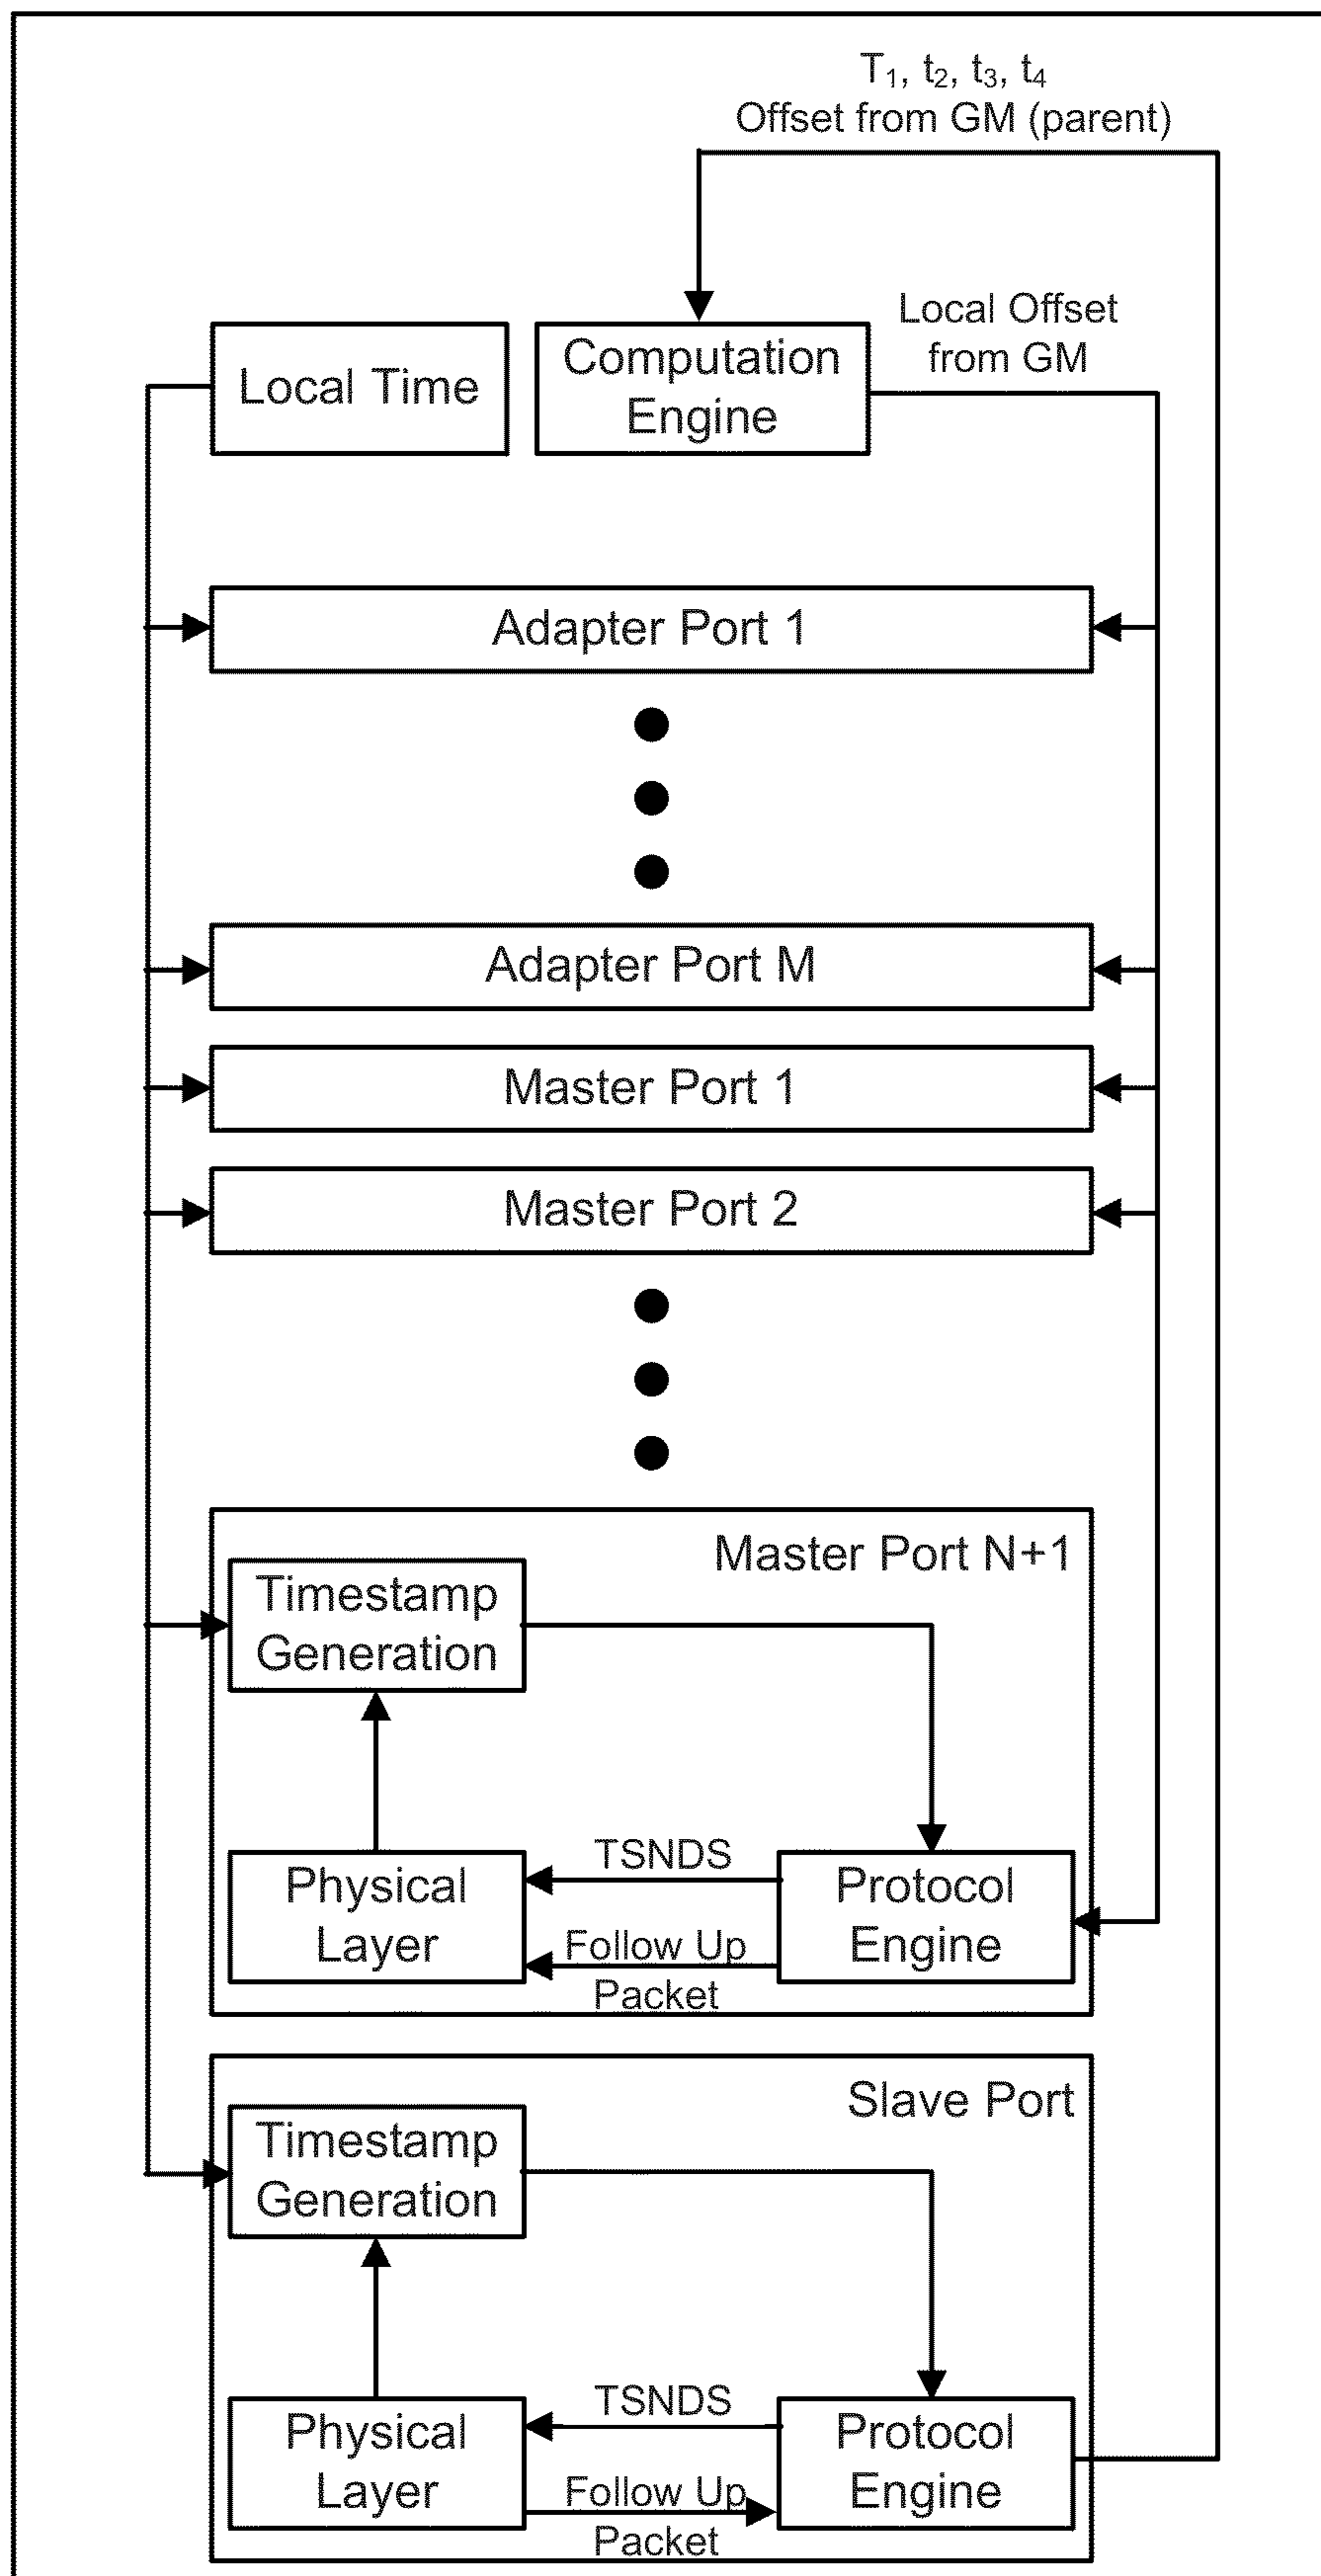 T₁, t₂, t₃, t₄
Offset from GM (parent)
Local Offset
from GM
Local Time
Computation
Engine
Adapter Port 1
Adapter Port M
Master Port 1
Master Port 2
Master Port N+1
Timestamp
Generation
TSNDS
Physical
Layer
Protocol
Engine
Follow Up
Packet
Slave Port
Timestamp
Generation
TSNDS
Physical
Layer
Protocol
Engine
Follow Up
Packet